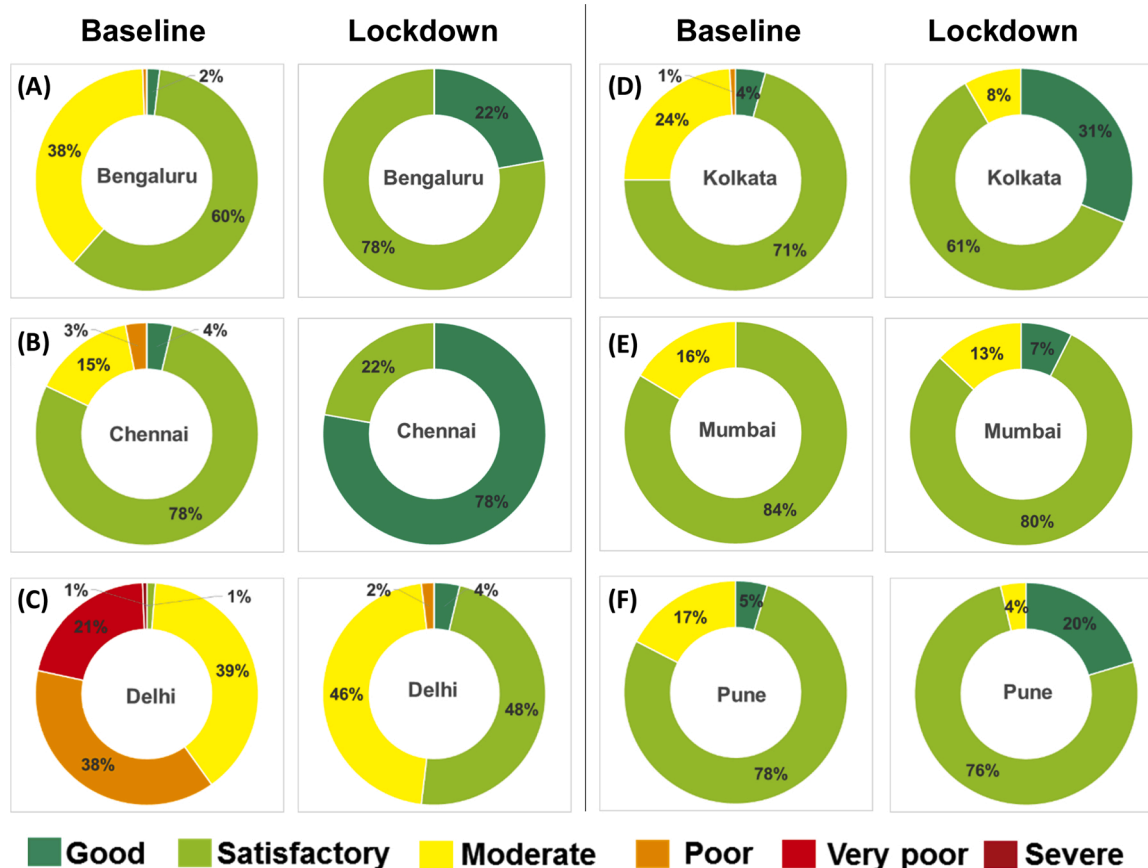 Baseline Lockdown Baseline Lockdown
(A) 2% 38% Bengaluru 60%
22% Bengaluru 78%
(D) 1% 4% 24% Kolkata 71%
8% 31% Kolkata 61%
(B) 3% 4% 15% Chennai 78%
22% Chennai 78%
(E) 16% Mumbai 84%
13% 7% Mumbai 80%
(C) 1% 1% 21% 39% Delhi 38%
2% 4% 46% Delhi 48%
(F) 5% 17% Pune 78%
4% 20% Pune 76%
Good Satisfactory Moderate Poor Very poor Severe